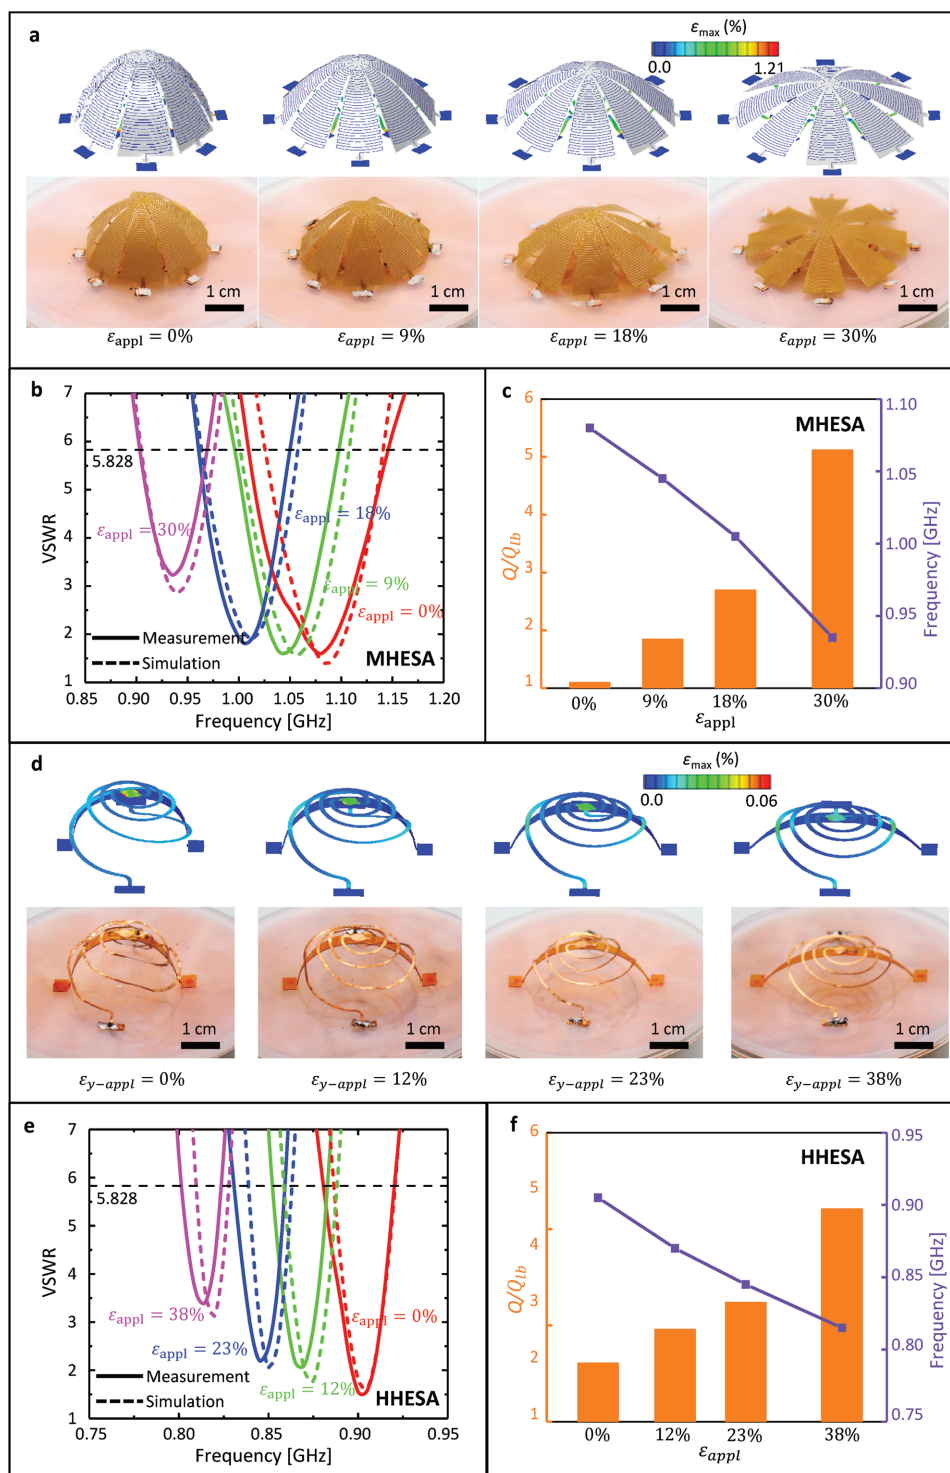 a
εmax (%)
0.0 1.21
1 cm 1 cm 1 cm 1 cm
εappl = 0% εappl = 9% εappl = 18% εappl = 30%
b
7
6
5.828
5
4
3
2
1
VSWR
εappl = 30%
εappl = 18%
εappl = 9%
εappl = 0%
Measurement
Simulation
MHESA
0.85 0.90 0.95 1.00 1.05 1.10 1.15 1.20
Frequency [GHz]
c
MHESA
6
5
4
3
2
1
Q/Qlb
1.10
1.05
1.00
0.95
0.90
Frequency [GHz]
0% 9% 18% 30%
εappl
d
εmax (%)
0.0 0.06
1 cm 1 cm 1 cm 1 cm
εy−appl = 0% εy−appl = 12% εy−appl = 23% εy−appl = 38%
e
7
6
5.828
5
4
3
2
1
VSWR
εappl = 38%
εappl = 0%
εappl = 23%
εappl = 12%
Measurement
Simulation
HHESA
0.75 0.80 0.85 0.90 0.95
Frequency [GHz]
f
HHESA
6
5
4
3
2
1
Q/Qlb
0.95
0.90
0.85
0.80
0.75
Frequency [GHz]
0% 12% 23% 38%
εappl